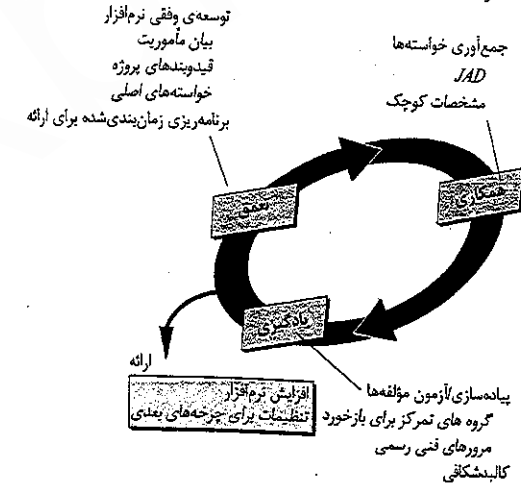 توسعه‌ی وفقی نرم‌افزار
بیان مأموریت
قیدوبندهای پروژه
خواسته‌های اصلی
برنامه‌ریزی زمان‌بندی‌شده برای ارائه
جمع‌آوری خواسته‌ها
JAD
مشخصات کوچک
همکاری
تعمق
یادگیری
ارائه
افزایش نرم‌افزار
تنظیمات برای چرخه‌های بعدی
پیاده‌سازی/آزمون مؤلفه‌ها
گروه های تمرکز برای بازخورد
مرورهای فنی رسمی
کالبدشکافی